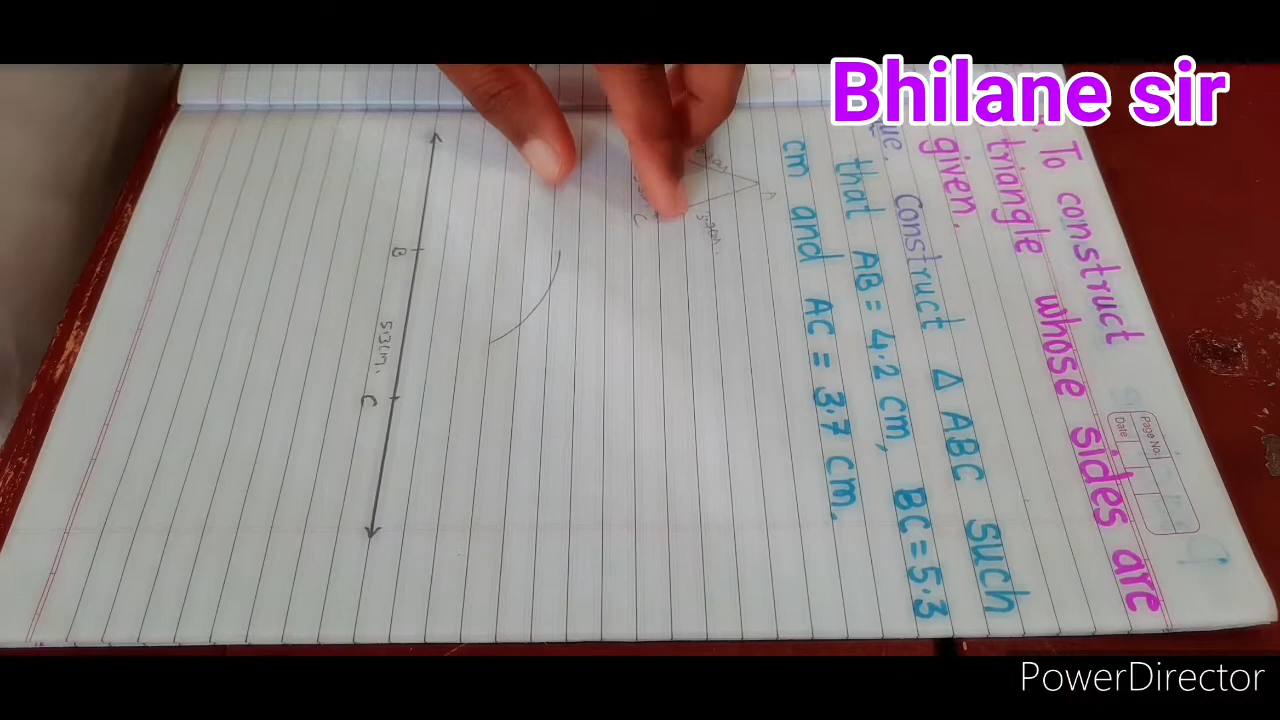 Bhilane sir
To construct
triangle whose sides are
given.
Que. Construct Δ ABC such
that AB = 4.2 cm, BC = 5.3
cm and AC = 3.7 cm.
Page No.
Date
A
C
B
5.3cm.
C
PowerDirector